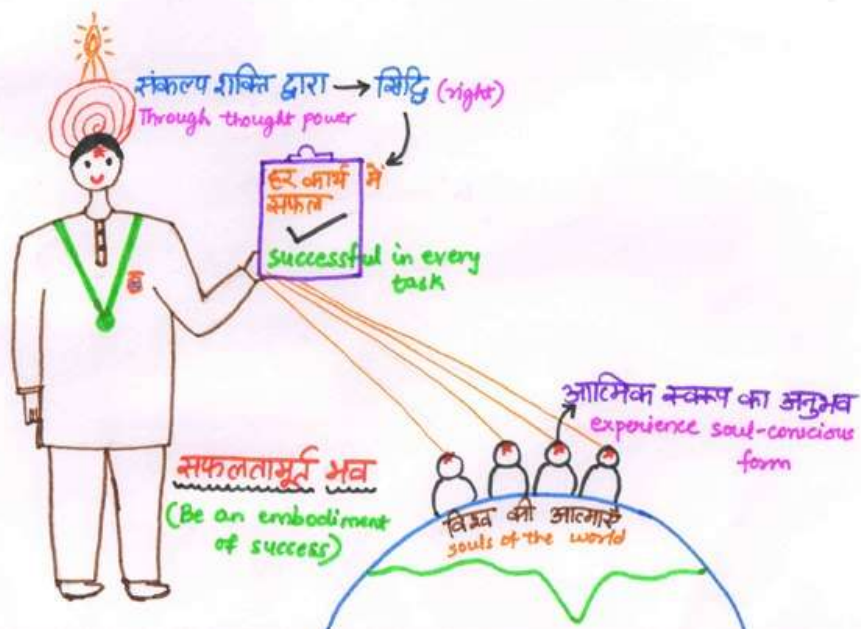 संकल्प शक्ति द्वारा → सिद्धि (right)
Through thought power
हर कार्य में
सफल
successful in every
task
आत्मिक स्वरूप का अनुभव
experience soul-conscious
form
सफलतामूर्त भव
(Be an embodiment
of success)
विश्व की आत्माएं
souls of the world